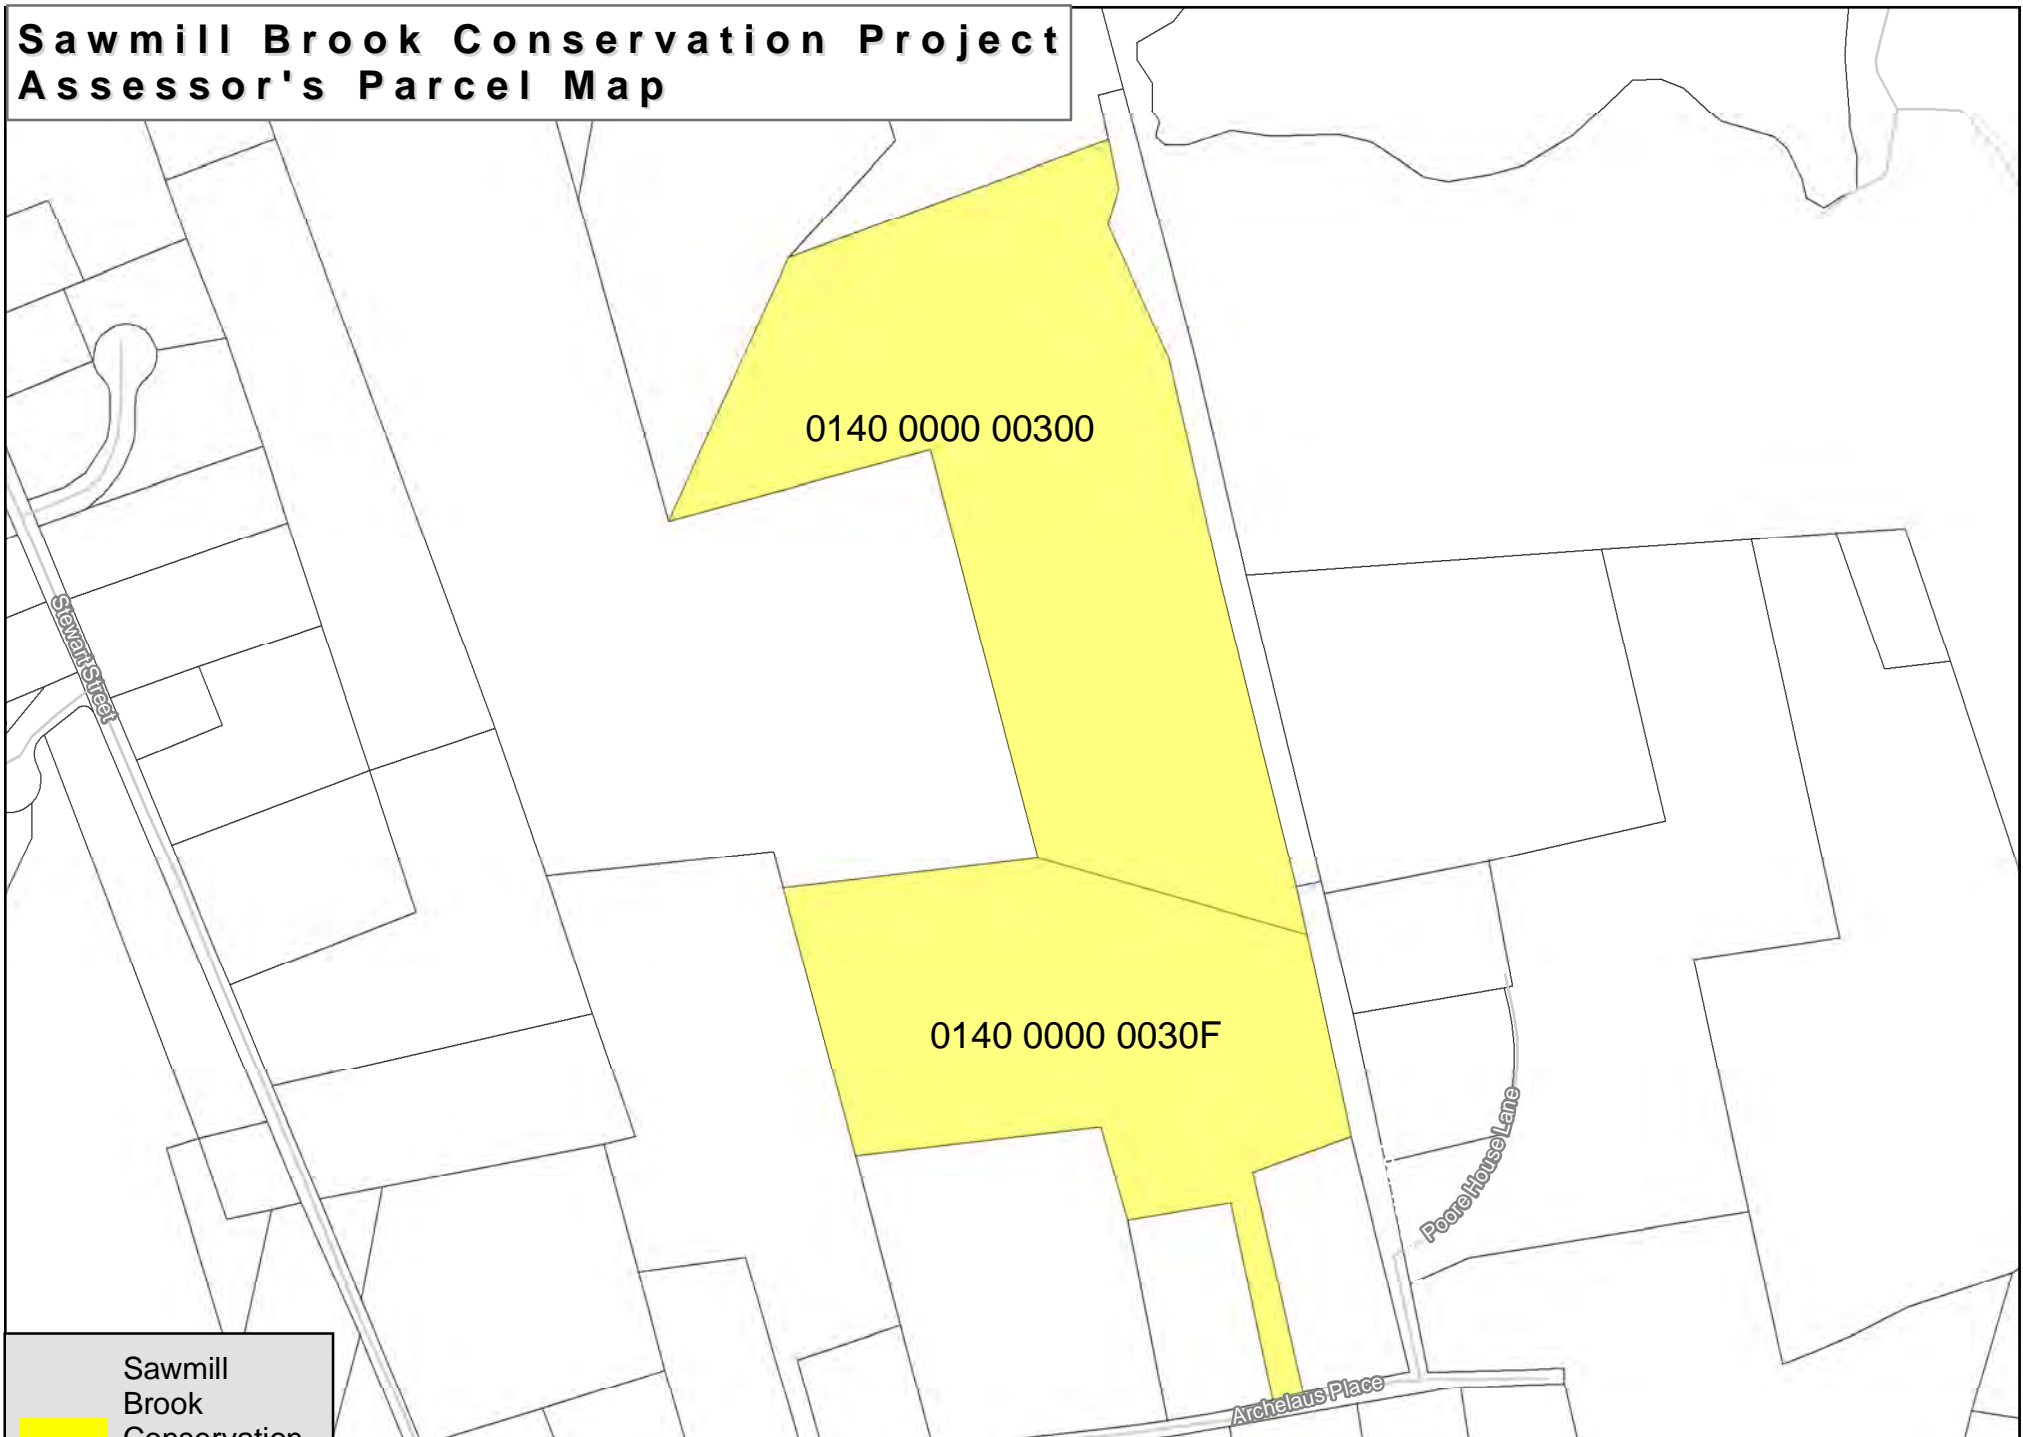 Sawmill Brook Conservation Project
Assessor's Parcel Map
0140 0000 00300
Stewart Street
0140 0000 0030F
Poore House Lane
Archelaus Place
Sawmill
Brook
Conservation